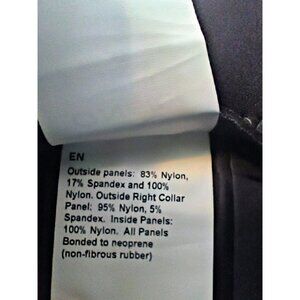 EN
Outside panels: 83% Nylon,
17% Spandex and 100%
Nylon. Outside Right Collar
Panel: 95% Nylon, 5%
Spandex. Inside Panels:
100% Nylon. All Panels
Bonded to neoprene
(non-fibrous rubber)